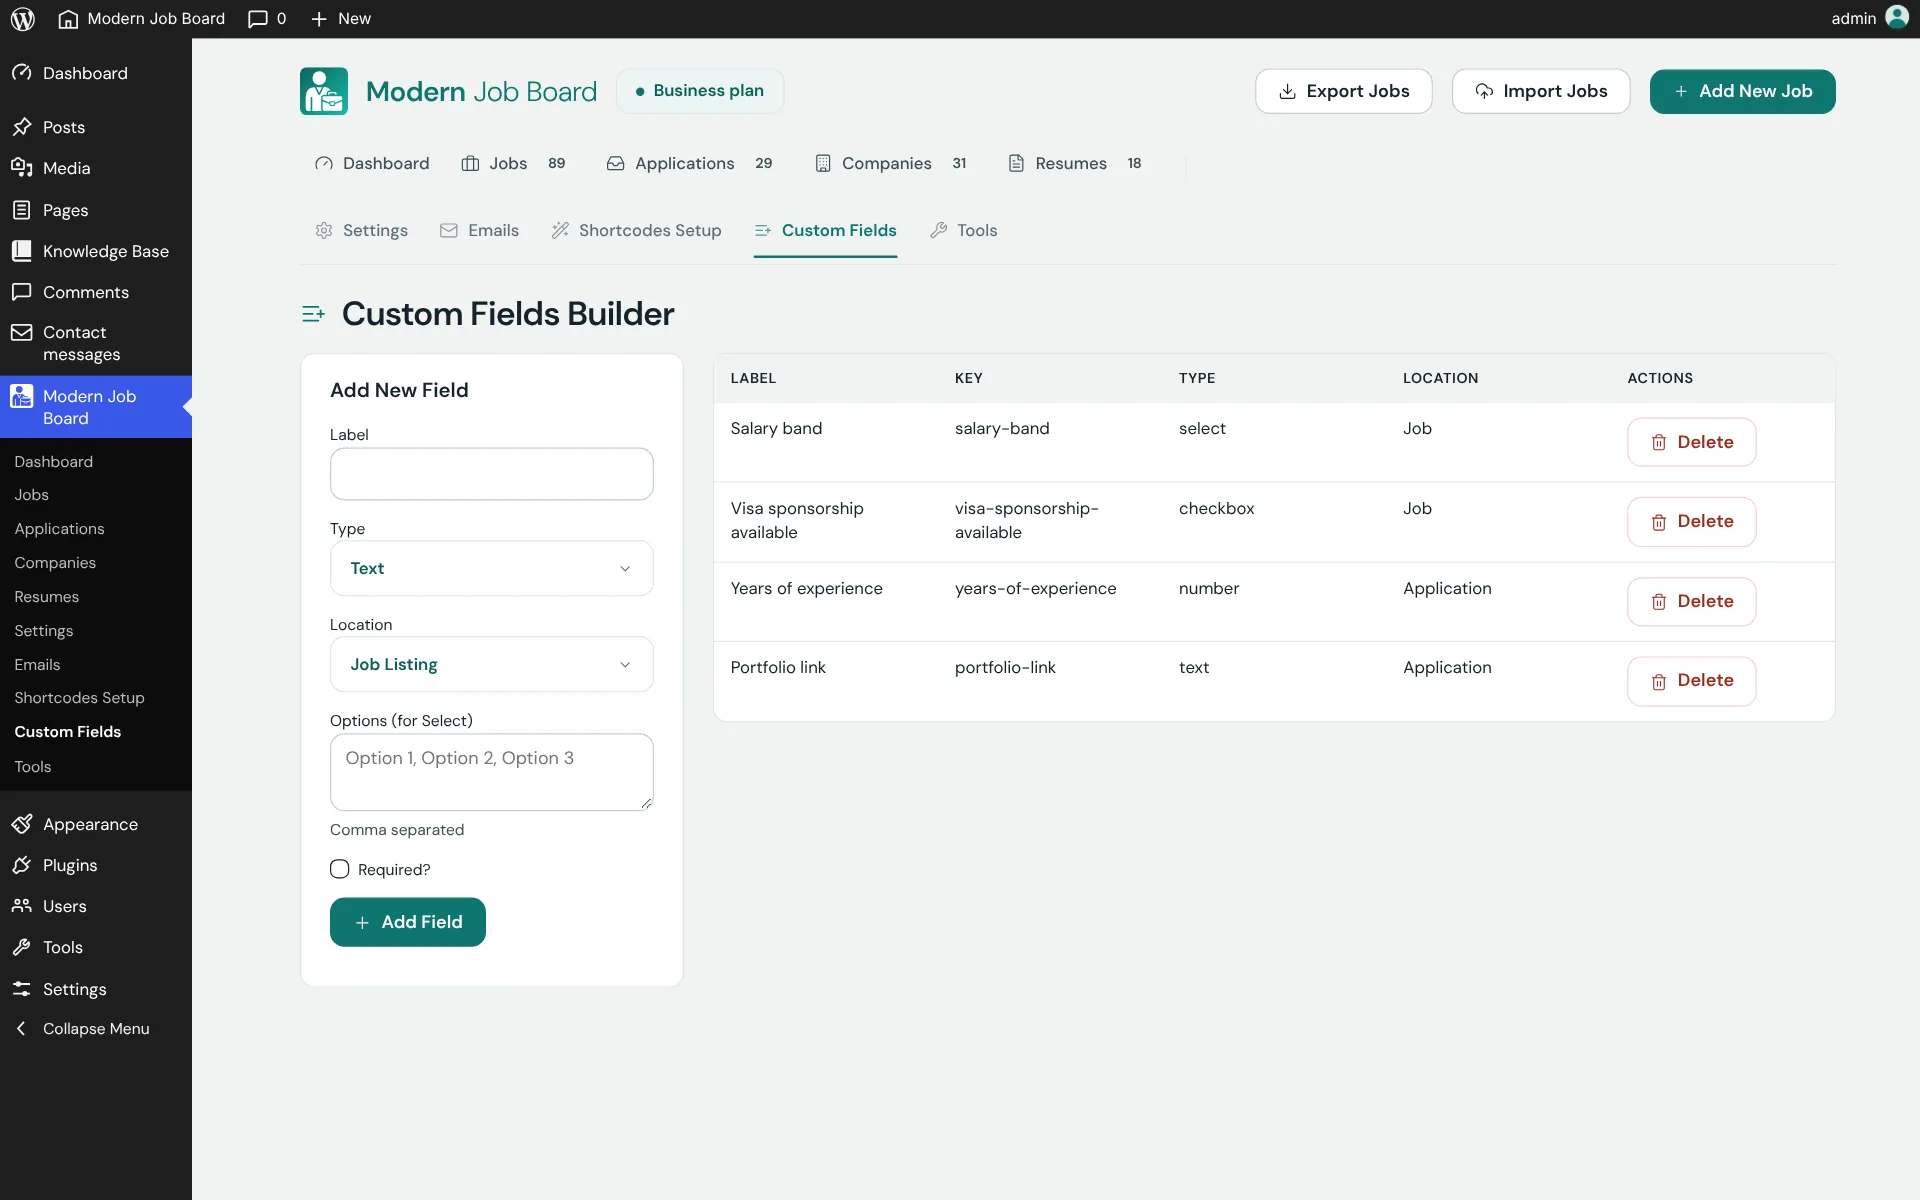 Modern Job Board
0
New
admin
Dashboard
Posts
Media
Pages
Knowledge Base
Comments
Contact
messages
Modern Job
Board
Dashboard
Jobs
Applications
Companies
Resumes
Settings
Emails
Shortcodes Setup
Custom Fields
Tools
Appearance
Plugins
Users
Tools
Settings
Collapse Menu
Modern Job Board
Business plan
Export Jobs
Import Jobs
Add New Job
Dashboard
Jobs 89
Applications 29
Companies 31
Resumes 18
Settings
Emails
Shortcodes Setup
Custom Fields
Tools
Custom Fields Builder
Add New Field
Label
Type
Text
Location
Job Listing
Options (for Select)
Option 1, Option 2, Option 3
Comma separated
Required?
Add Field
LABEL KEY TYPE LOCATION ACTIONS
Salary band salary-band select Job Delete
Visa sponsorship visa-sponsorship- checkbox Job Delete
available available
Years of experience years-of-experience number Application Delete
Portfolio link portfolio-link text Application Delete